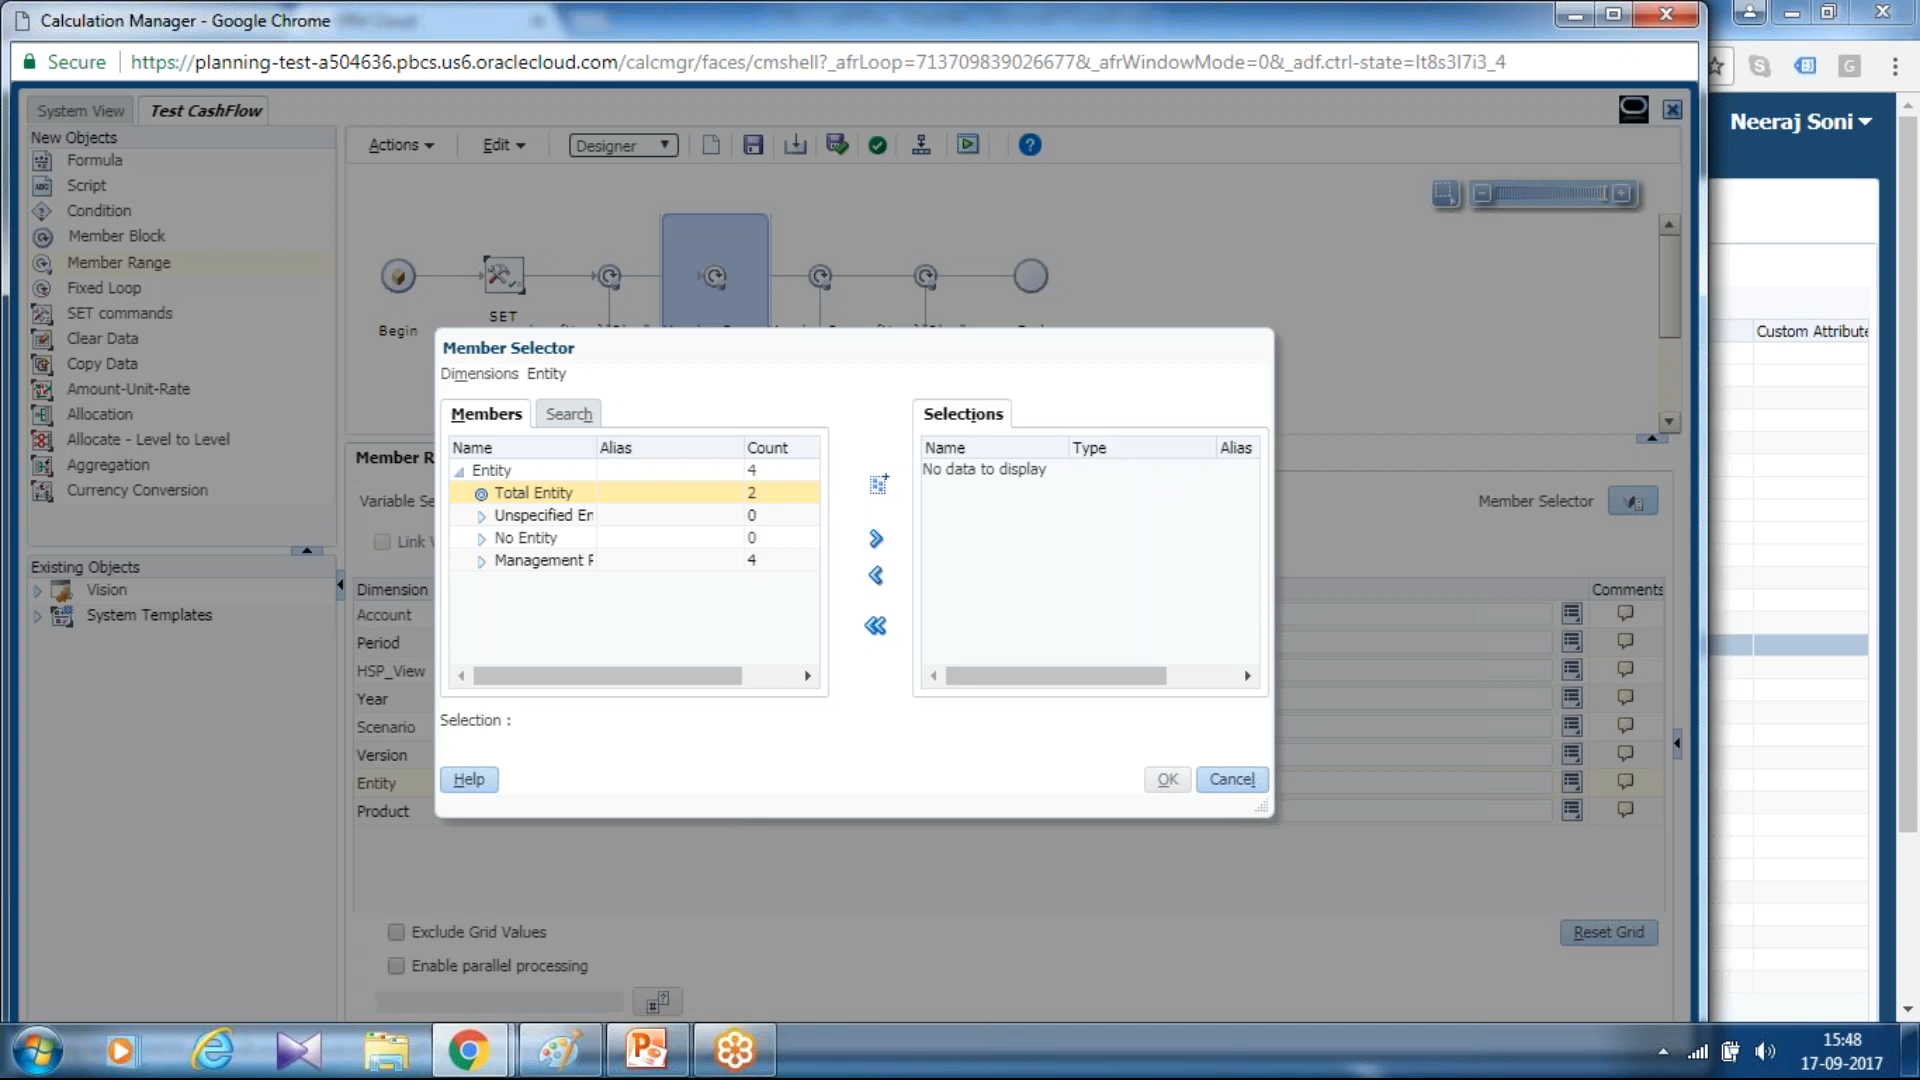 Calculation Manager - Google Chrome
Secure
https://planning-test-a504636.pbcs.us6.oraclecloud.com/calcmgr/faces/cmshell?_afrLoop=713709839026677&_afrWindowMode=0&_adf.ctrl-state=lt8s3l7i3_4
Neeraj Soni
System View
Test CashFlow
New Objects
Formula
Script
Condition
Member Block
Member Range
Fixed Loop
SET commands
Clear Data
Copy Data
Amount-Unit-Rate
Allocation
Allocate - Level to Level
Aggregation
Currency Conversion
Existing Objects
Vision
System Templates
Actions
Edit
Designer
Begin
SET
Member Selector
Dimensions Entity
Members
Search
Name
Alias
Count
Entity
4
Total Entity
2
Unspecified En
0
No Entity
0
Management F
4
Selections
Name
Type
Alias
No data to display
Selection :
Help
OK
Cancel
Member R
Variable Se
Link V
Member Selector
Dimension
Comments
Account
Period
HSP_View
Year
Scenario
Version
Entity
Product
Exclude Grid Values
Enable parallel processing
Reset Grid
Custom Attribute
15:48
17-09-2017